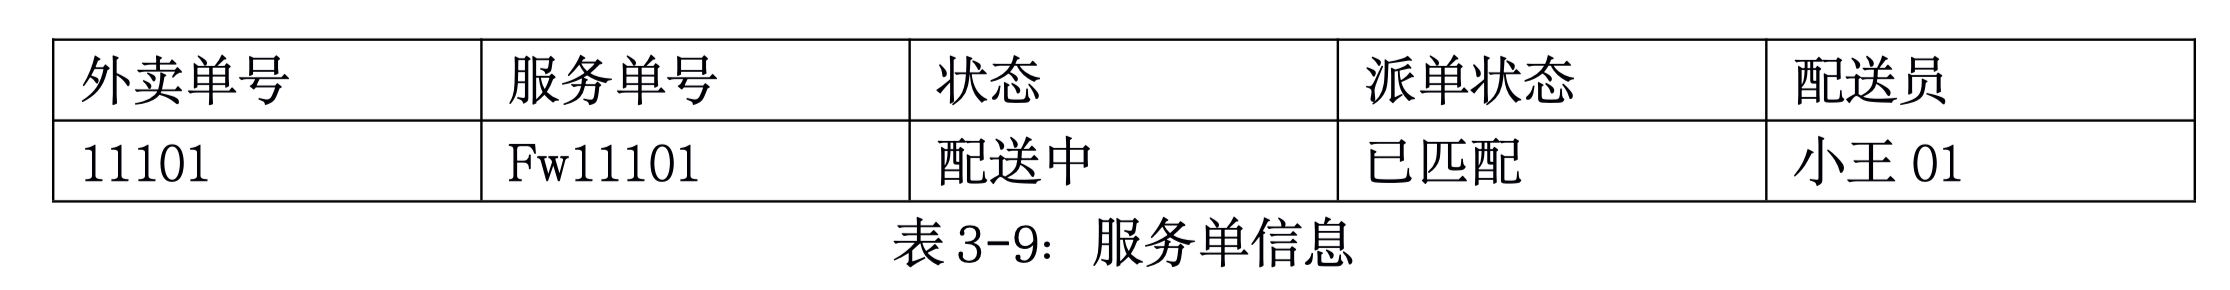 外卖单号 服务单号 状态 派单状态 配送员
11101 Fw11101 配送中 已匹配 小王 01
表 3-9：服务单信息